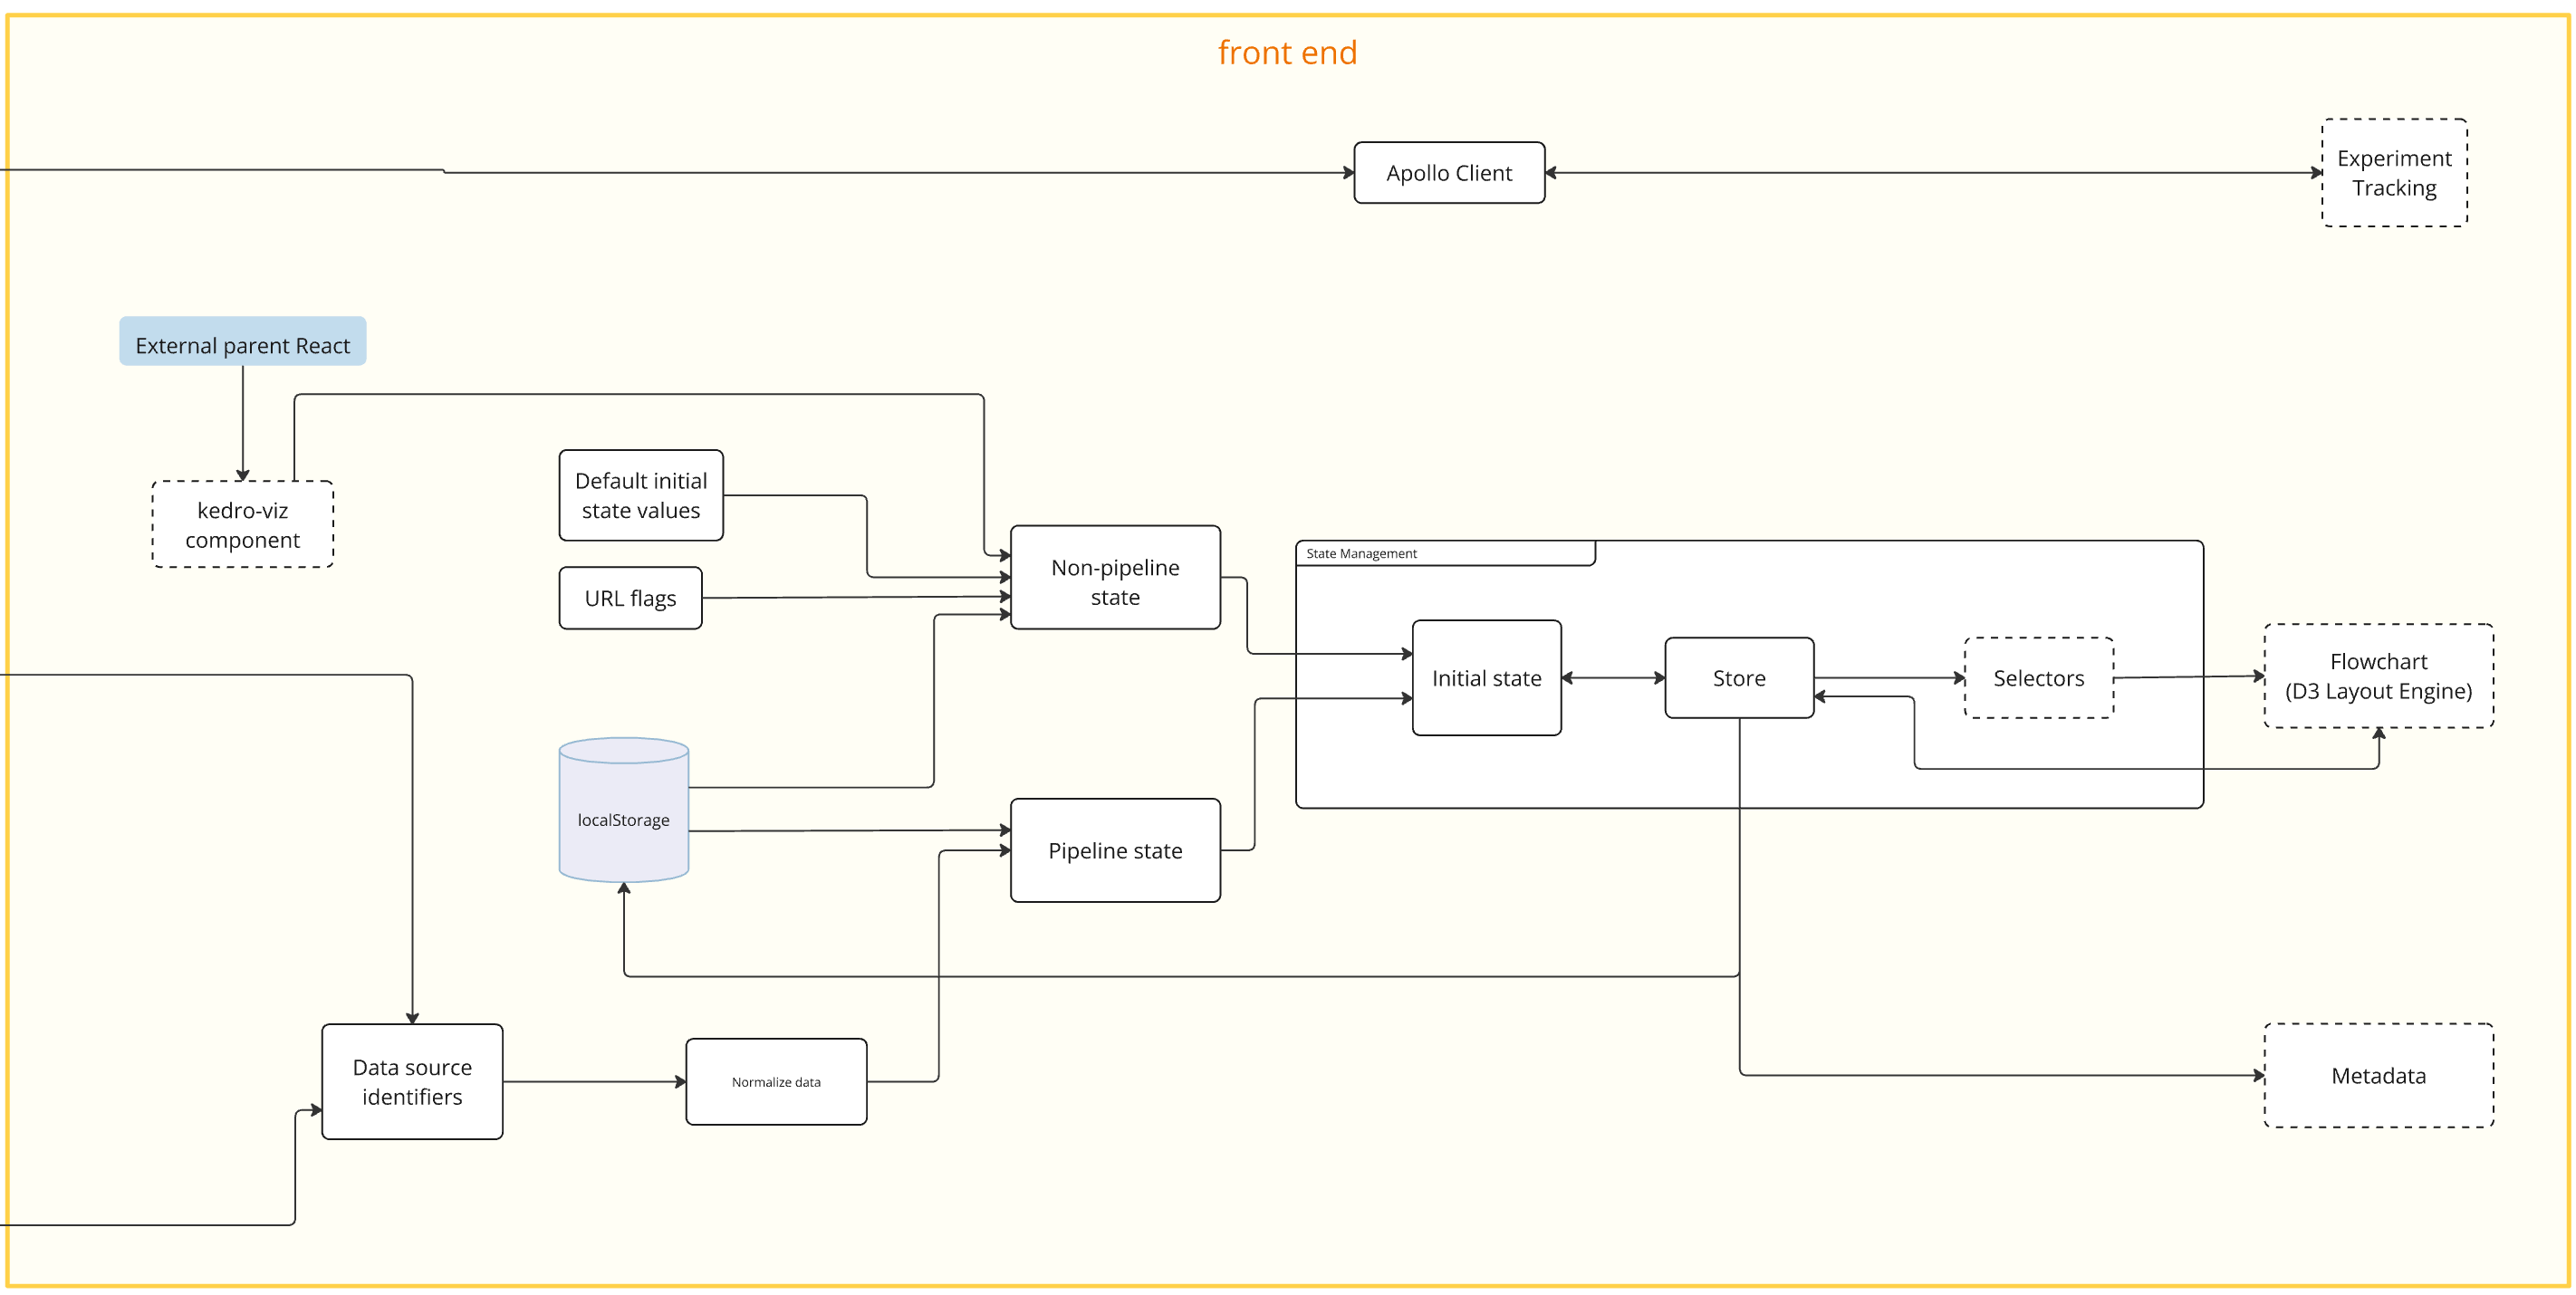 front end
Apollo Client
Experiment
Tracking
External parent React
kedro-viz
component
Default initial
state values
URL flags
Non-pipeline
state
State Management
Initial state
Store
Selectors
Flowchart
(D3 Layout Engine)
localStorage
Pipeline state
Data source
identifiers
Normalize data
Metadata